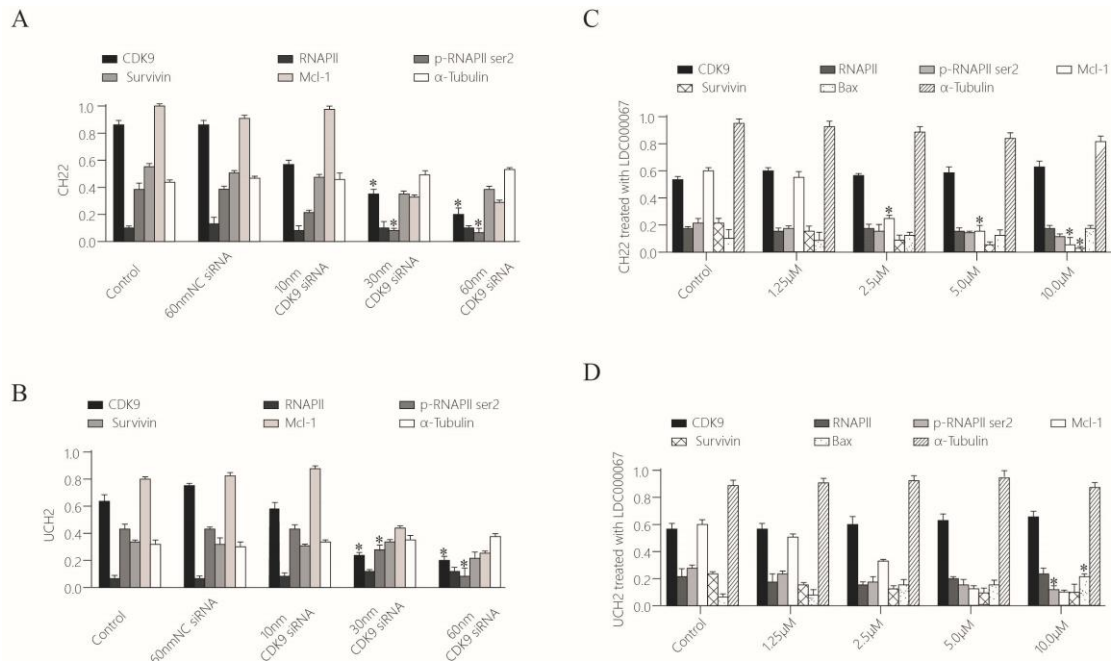 A
CDK9 RNAPII p-RNAPII ser2
Survivin Mcl-1 α-Tubulin
CH22
1.0
0.8
0.6
0.4
0.2
0.0
* * * *
Control
60nmNC siRNA
10nm
CDK9 siRNA
30nm
CDK9 siRNA
60nm
CDK9 siRNA
B
CDK9 RNAPII p-RNAPII ser2
Survivin Mcl-1 α-Tubulin
UCH2
1.0
0.8
0.6
0.4
0.2
0.0
* * * *
Control
60nmNC siRNA
10nm
CDK9 siRNA
30nm
CDK9 siRNA
60nm
CDK9 siRNA
C
CDK9 RNAPII p-RNAPII ser2 Mcl-1
Survivin Bax α-Tubulin
CH22 treated with LDC000067
1.0
0.8
0.6
0.4
0.2
0.0
* * * *
Control
1.25μM
2.5μM
5.0μM
10.0μM
D
CDK9 RNAPII p-RNAPII ser2 Mcl-1
Survivin Bax α-Tubulin
UCH2 treated with LDC000067
1.0
0.8
0.6
0.4
0.2
0.0
* *
Control
1.25μM
2.5μM
5.0μM
10.0μM